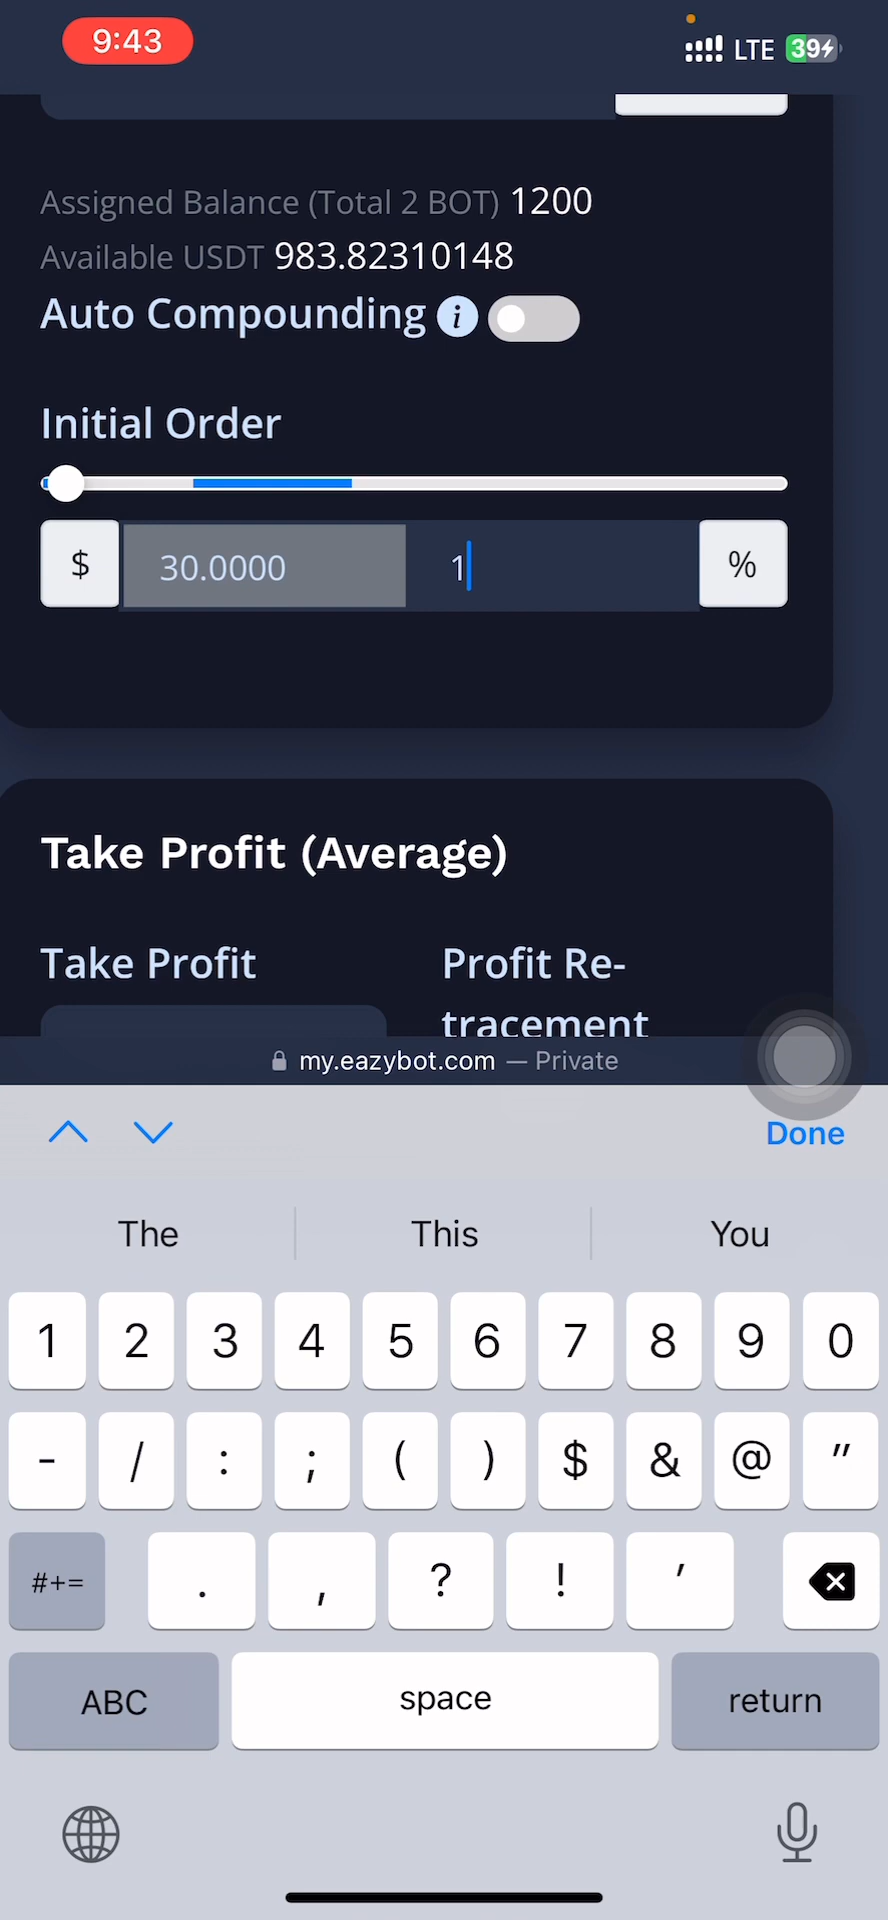 9:43
LTE 39
Assigned Balance (Total 2 BOT) 1200
Available USDT 983.82310148
Auto Compounding i
Initial Order
$ 30.0000 1 %
Take Profit (Average)
Take Profit
Profit Re-
tracement
my.eazybot.com — Private
Done
The This You
1 2 3 4 5 6 7 8 9 0
- / : ; ( ) $ & @ "
#+= . , ? ! '
ABC space return